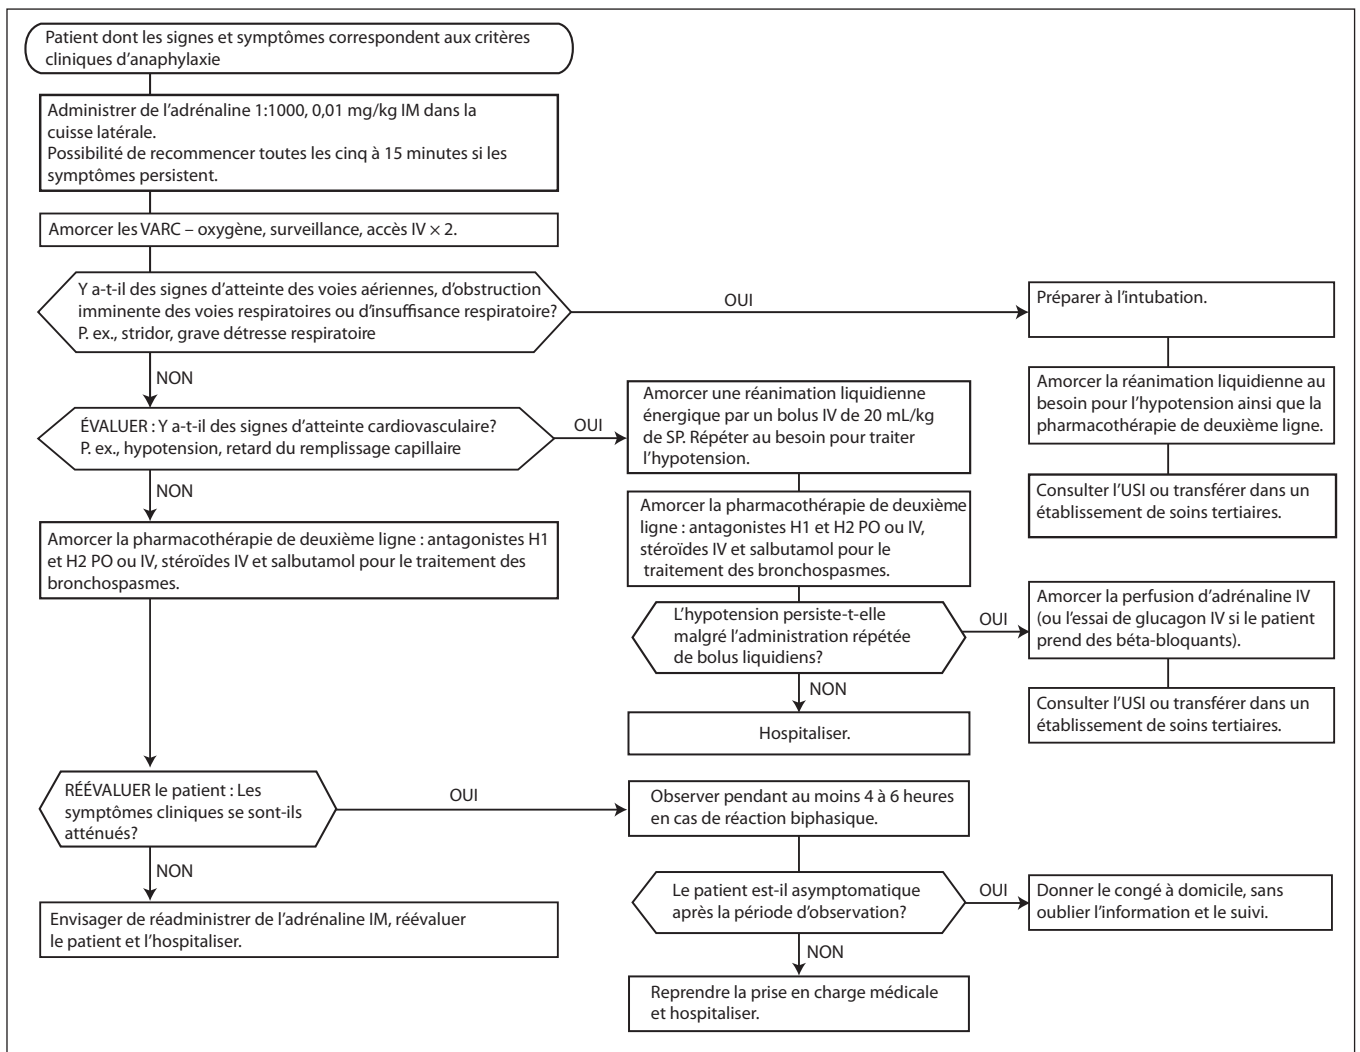 Patient dont les signes et symptômes correspondent aux critères
cliniques d’anaphylaxie
Administrer de l’adrénaline 1:1000, 0,01 mg/kg IM dans la
cuisse latérale.
Possibilité de recommencer toutes les cinq à 15 minutes si les
symptômes persistent.
Amorcer les VARC – oxygène, surveillance, accès IV × 2.
Y a-t-il des signes d’atteinte des voies aériennes, d’obstruction
imminente des voies respiratoires ou d’insuffisance respiratoire?
P. ex., stridor, grave détresse respiratoire
OUI
Préparer à l’intubation.
Amorcer la réanimation liquidienne au
besoin pour l’hypotension ainsi que la
pharmacothérapie de deuxième ligne.
Consulter l’USI ou transférer dans un
établissement de soins tertiaires.
NON
ÉVALUER : Y a-t-il des signes d’atteinte cardiovasculaire?
P. ex., hypotension, retard du remplissage capillaire
OUI
Amorcer une réanimation liquidienne
énergique par un bolus IV de 20 mL/kg
de SP. Répéter au besoin pour traiter
l’hypotension.
Amorcer la pharmacothérapie de deuxième
ligne : antagonistes H1 et H2 PO ou IV,
stéroïdes IV et salbutamol pour le
traitement des bronchospasmes.
L’hypotension persiste-t-elle
malgré l’administration répétée
de bolus liquidiens?
OUI
Amorcer la perfusion d’adrénaline IV
(ou l’essai de glucagon IV si le patient
prend des béta-bloquants).
Consulter l’USI ou transférer dans un
établissement de soins tertiaires.
NON
Hospitaliser.
NON
Amorcer la pharmacothérapie de deuxième ligne : antagonistes H1
et H2 PO ou IV, stéroïdes IV et salbutamol pour le traitement des
bronchospasmes.
RÉÉVALUER le patient : Les
symptômes cliniques se sont-ils
atténués?
OUI
Observer pendant au moins 4 à 6 heures
en cas de réaction biphasique.
Le patient est-il asymptomatique
après la période d’observation?
OUI
Donner le congé à domicile, sans
oublier l’information et le suivi.
NON
Reprendre la prise en charge médicale
et hospitaliser.
NON
Envisager de réadministrer de l’adrénaline IM, réévaluer
le patient et l’hospitaliser.